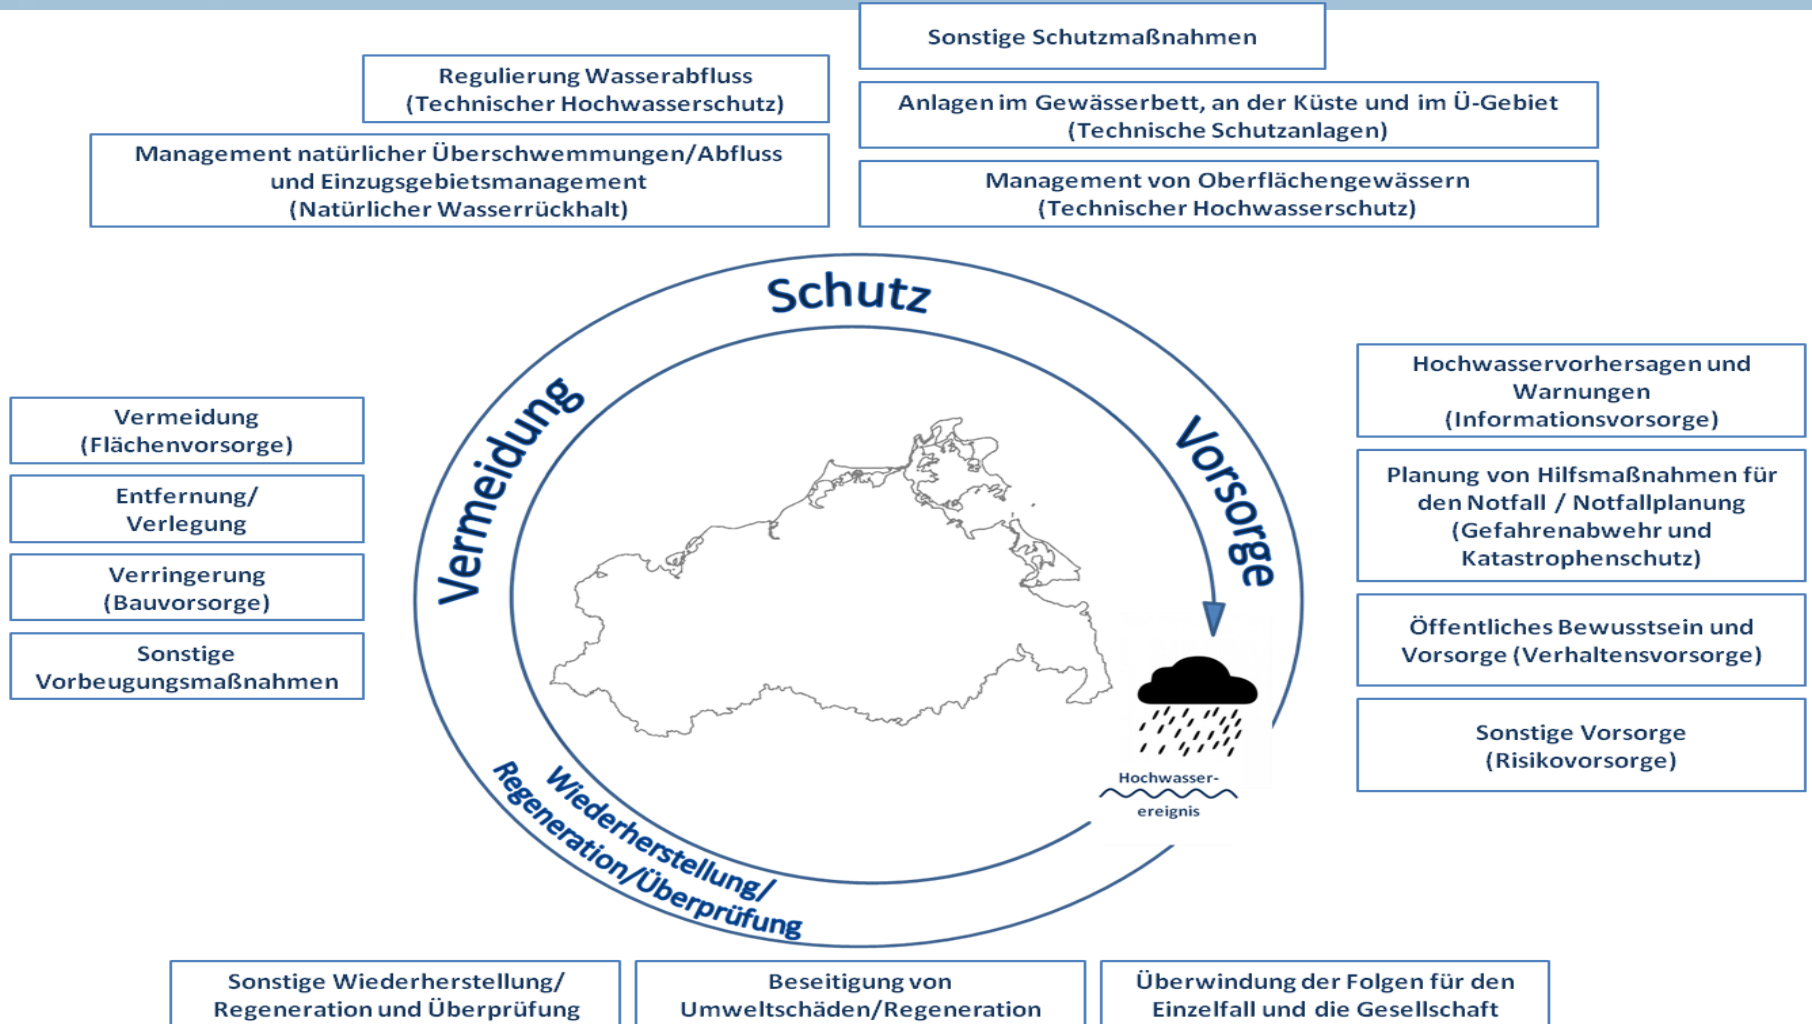 Sonstige Schutzmaßnahmen
Regulierung Wasserabfluss
(Technischer Hochwasserschutz)
Anlagen im Gewässerbett, an der Küste und im Ü-Gebiet
(Technische Schutzanlagen)
Management natürlicher Überschwemmungen/Abfluss
und Einzugsgebietsmanagement
(Natürlicher Wasserrückhalt)
Management von Oberflächengewässern
(Technischer Hochwasserschutz)
Schutz
Vermeidung
Vorsorge
Vermeidung
(Flächenvorsorge)
Entfernung/
Verlegung
Verringerung
(Bauvorsorge)
Sonstige
Vorbeugungsmaßnahmen
Hochwasservorhersagen und
Warnungen
(Informationsvorsorge)
Planung von Hilfsmaßnahmen für
den Notfall / Notfallplanung
(Gefahrenabwehr und
Katastrophenschutz)
Öffentliches Bewusstsein und
Vorsorge (Verhaltensvorsorge)
Sonstige Vorsorge
(Risikovorsorge)
Hochwasser-
ereignis
Wiederherstellung/
Regeneration/Überprüfung
Sonstige Wiederherstellung/
Regeneration und Überprüfung
Beseitigung von
Umweltschäden/Regeneration
Überwindung der Folgen für den
Einzelfall und die Gesellschaft